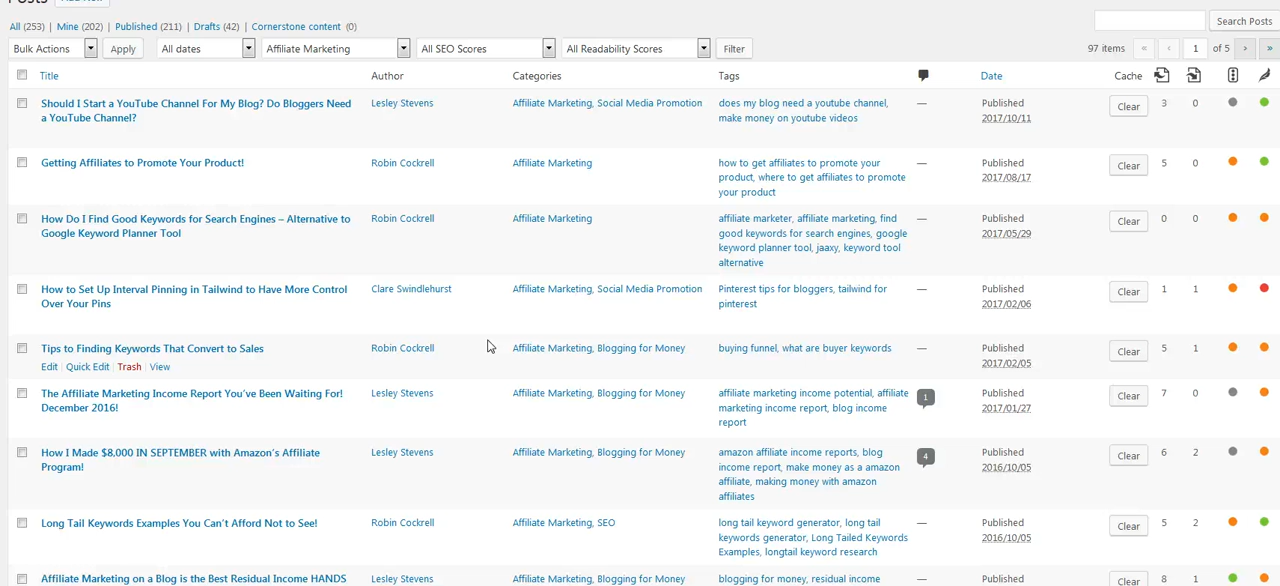 Posts Add New
All (253) | Mine (202) | Published (211) | Drafts (42) | Cornerstone content (0)
Search Posts
Bulk Actions Apply All dates Affiliate Marketing All SEO Scores All Readability Scores Filter 97 items « ‹ 1 of 5 › »
Title Author Categories Tags Date Cache
Should I Start a YouTube Channel For My Blog? Do Bloggers Need Lesley Stevens Affiliate Marketing, Social Media Promotion does my blog need a youtube channel, — Published Clear 3 0
a YouTube Channel? make money on youtube videos 2017/10/11
Getting Affiliates to Promote Your Product! Robin Cockrell Affiliate Marketing how to get affiliates to promote your — Published Clear 5 0
product, where to get affiliates to promote 2017/08/17
your product
How Do I Find Good Keywords for Search Engines – Alternative to Robin Cockrell Affiliate Marketing affiliate marketer, affiliate marketing, find — Published Clear 0 0
Google Keyword Planner Tool good keywords for search engines, google 2017/05/29
keyword planner tool, jaaxy, keyword tool
alternative
How to Set Up Interval Pinning in Tailwind to Have More Control Clare Swindlehurst Affiliate Marketing, Social Media Promotion Pinterest tips for bloggers, tailwind for — Published Clear 1 1
Over Your Pins pinterest 2017/02/06
Tips to Finding Keywords That Convert to Sales Robin Cockrell Affiliate Marketing, Blogging for Money buying funnel, what are buyer keywords — Published Clear 5 1
Edit | Quick Edit | Trash | View 2017/02/05
The Affiliate Marketing Income Report You've Been Waiting For! Lesley Stevens Affiliate Marketing, Blogging for Money affiliate marketing income potential, affiliate 1 Published Clear 7 0
December 2016! marketing income report, blog income 2017/01/27
report
How I Made $8,000 IN SEPTEMBER with Amazon's Affiliate Lesley Stevens Affiliate Marketing, Blogging for Money amazon affiliate income reports, blog 4 Published Clear 6 2
Program! income report, make money as a amazon 2016/10/05
affiliate, making money with amazon
affiliates
Long Tail Keywords Examples You Can't Afford Not to See! Robin Cockrell Affiliate Marketing, SEO long tail keyword generator, long tail — Published Clear 5 2
keywords generator, Long Tailed Keywords 2016/10/05
Examples, longtail keyword research
Affiliate Marketing on a Blog is the Best Residual Income HANDS Lesley Stevens Affiliate Marketing, Blogging for Money blogging for money, residual income — Published Clear 8 1